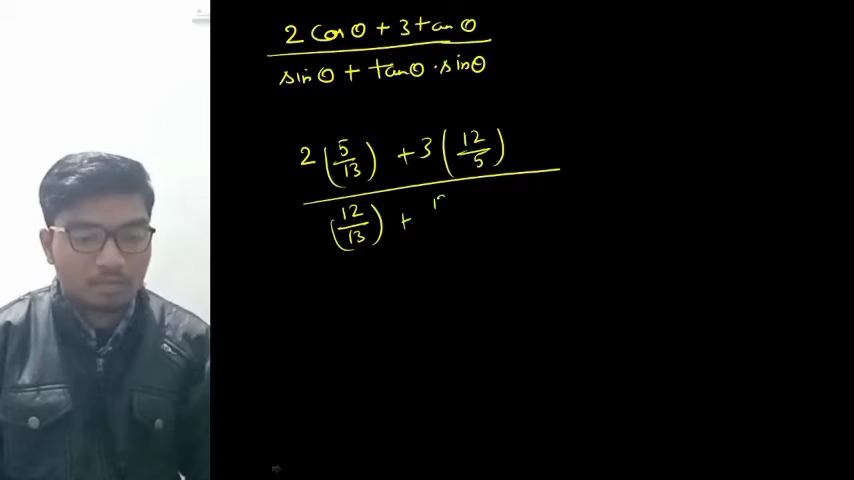 2 cos θ + 3 tan θ
sin θ + tan θ · sin θ
2 (5/13) + 3 (12/5)
(12/13) +